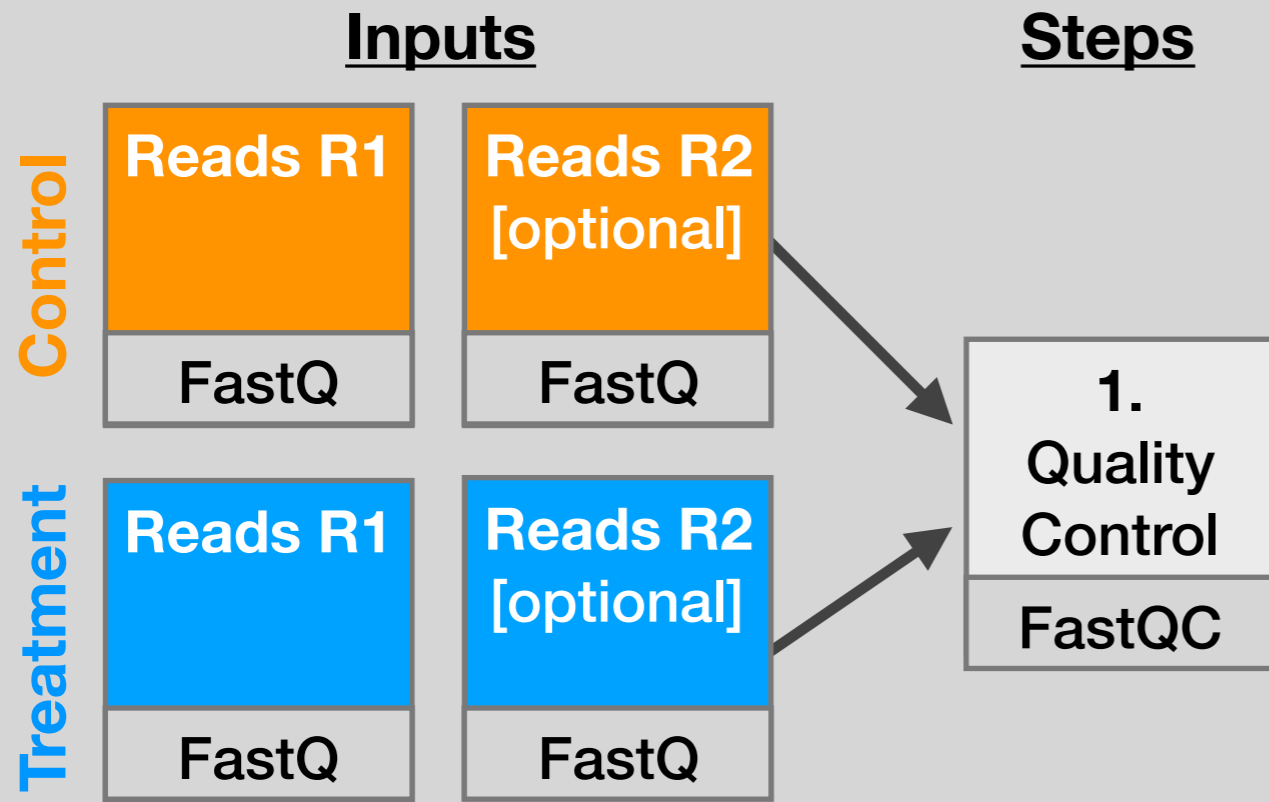 Inputs
Steps
Control
Reads R1
FastQ
Reads R2
[optional]
FastQ
Treatment
Reads R1
FastQ
Reads R2
[optional]
FastQ
1.
Quality
Control
FastQC